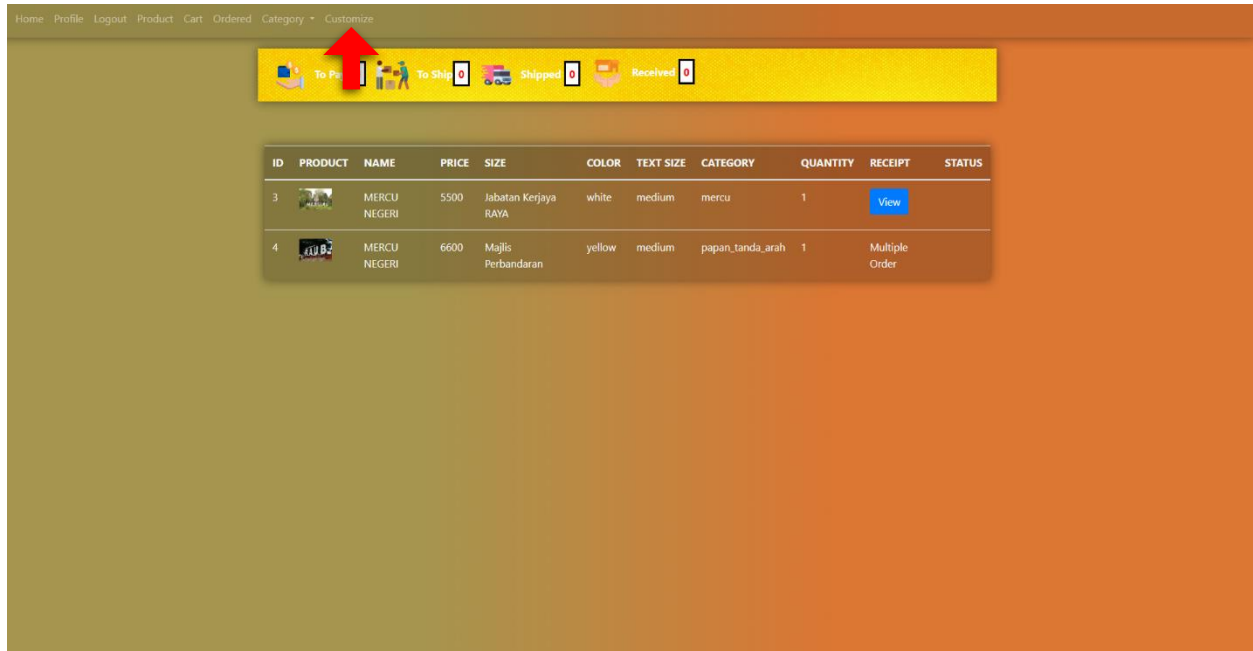 Home Profile Logout Product Cart Ordered Category Customize
To Ship 0 Shipped 0 Received 0
ID PRODUCT NAME PRICE SIZE COLOR TEXT SIZE CATEGORY QUANTITY RECEIPT STATUS
3 MERCU NEGERI 5500 Jabatan Kerjaya RAYA white medium mercu 1 View
4 MERCU NEGERI 6600 Majlis Perbandaran yellow medium papan_tanda_arah 1 Multiple Order